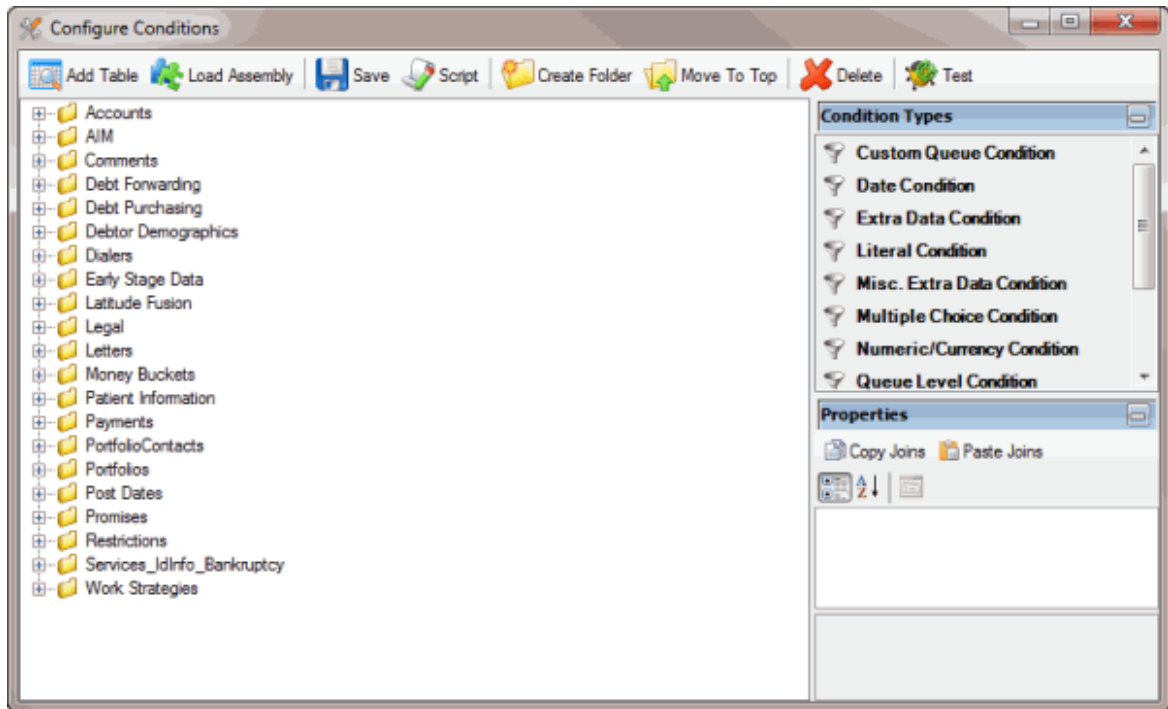 Configure Conditions
Add Table Load Assembly Save Script Create Folder Move To Top Delete Test
Accounts
AIM
Comments
Debt Forwarding
Debt Purchasing
Debtor Demographics
Dialers
Early Stage Data
Latitude Fusion
Legal
Letters
Money Buckets
Patient Information
Payments
PortfolioContacts
Portfolios
Post Dates
Promises
Restrictions
Services_IdInfo_Bankruptcy
Work Strategies
Condition Types
Custom Queue Condition
Date Condition
Extra Data Condition
Literal Condition
Misc. Extra Data Condition
Multiple Choice Condition
Numeric/Currency Condition
Queue Level Condition
Properties
Copy Joins Paste Joins